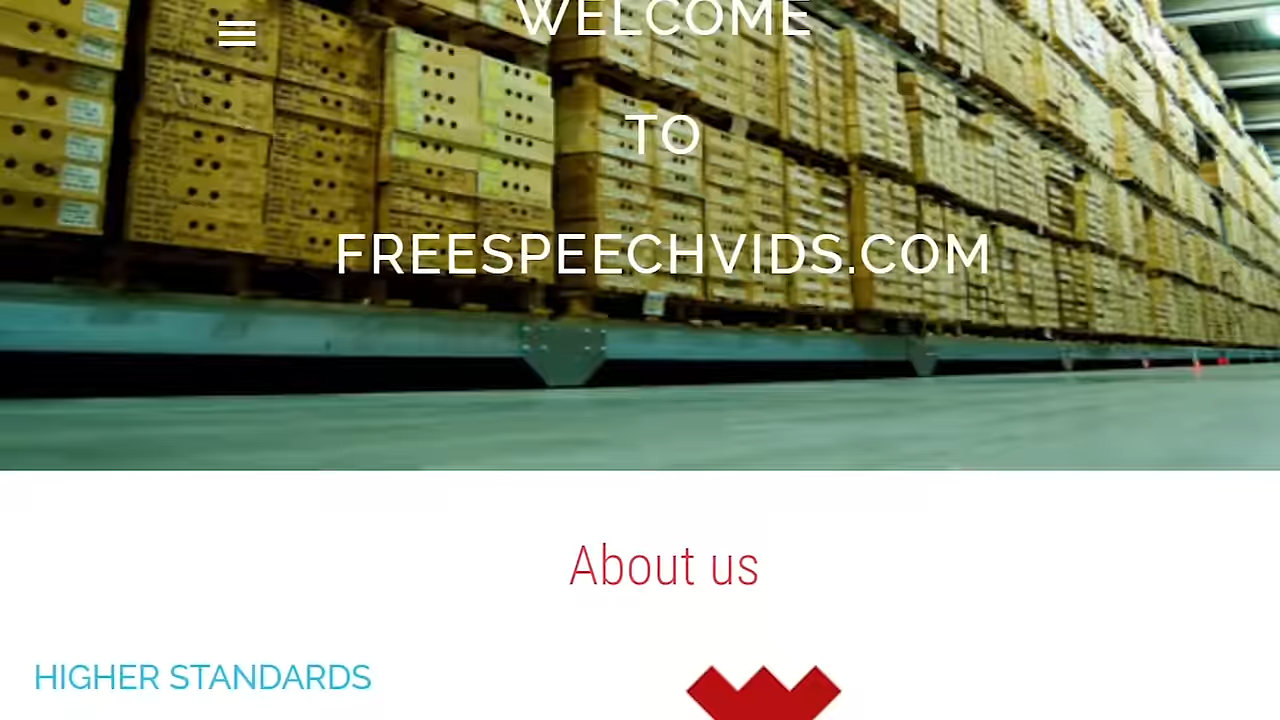 WELCOME
TO
FREESPEECHVIDS.COM
About us
HIGHER STANDARDS